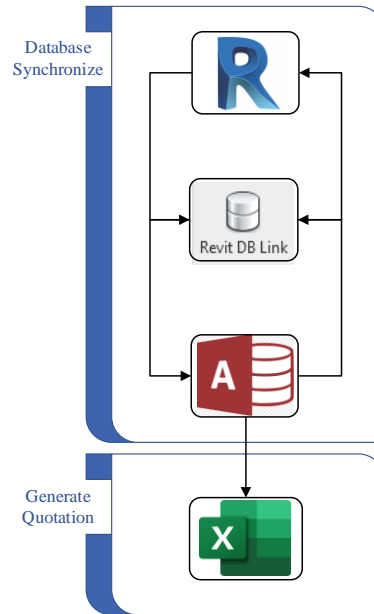 Database
Synchronize
R
Revit DB Link
A
Generate
Quotation
X